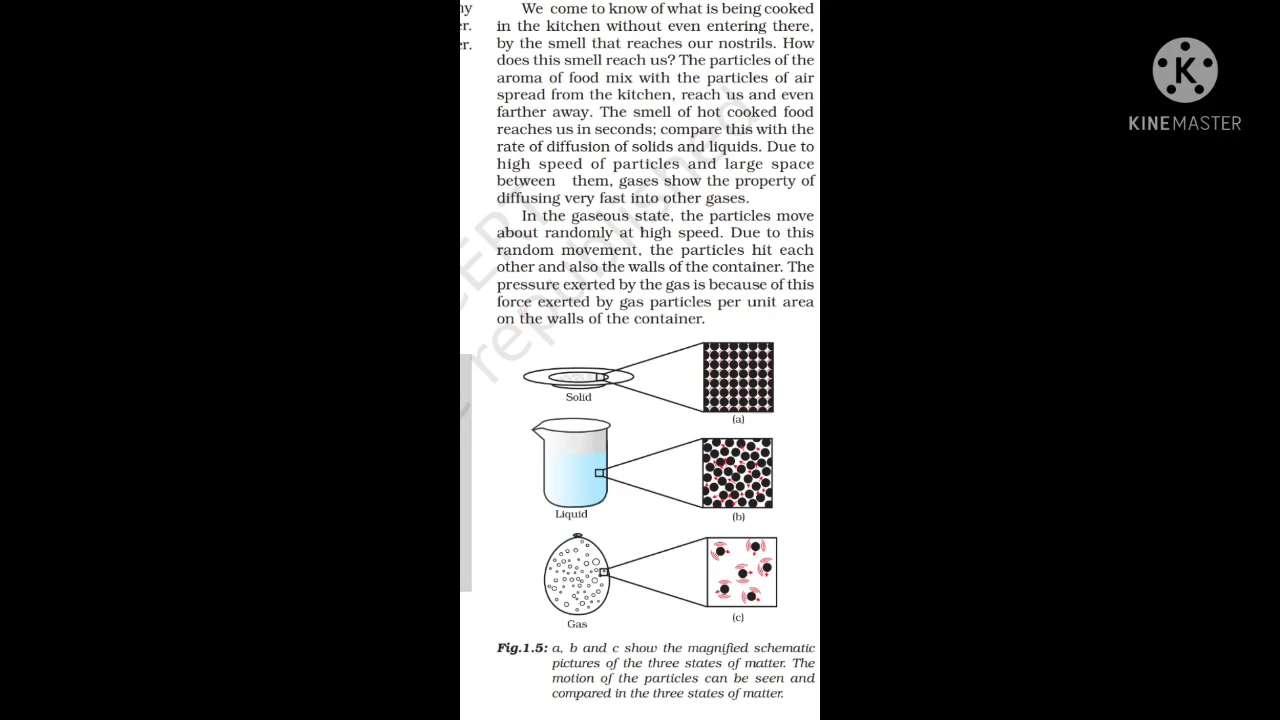 ny
er.
er.
We come to know of what is being cooked
in the kitchen without even entering there,
by the smell that reaches our nostrils. How
does this smell reach us? The particles of the
aroma of food mix with the particles of air
spread from the kitchen, reach us and even
farther away. The smell of hot cooked food
reaches us in seconds; compare this with the
rate of diffusion of solids and liquids. Due to
high speed of particles and large space
between them, gases show the property of
diffusing very fast into other gases.
In the gaseous state, the particles move
about randomly at high speed. Due to this
random movement, the particles hit each
other and also the walls of the container. The
pressure exerted by the gas is because of this
force exerted by gas particles per unit area
on the walls of the container.
Solid
(a)
Liquid
(b)
Gas
(c)
Fig.1.5: a, b and c show the magnified schematic
pictures of the three states of matter. The
motion of the particles can be seen and
compared in the three states of matter.
republished
K
KINEMASTER